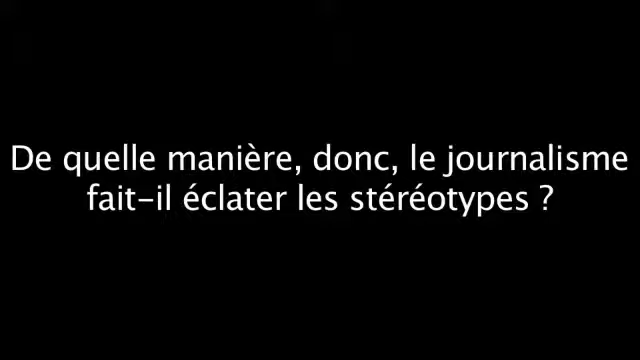 De quelle manière, donc, le journalisme
fait-il éclater les stéréotypes ?